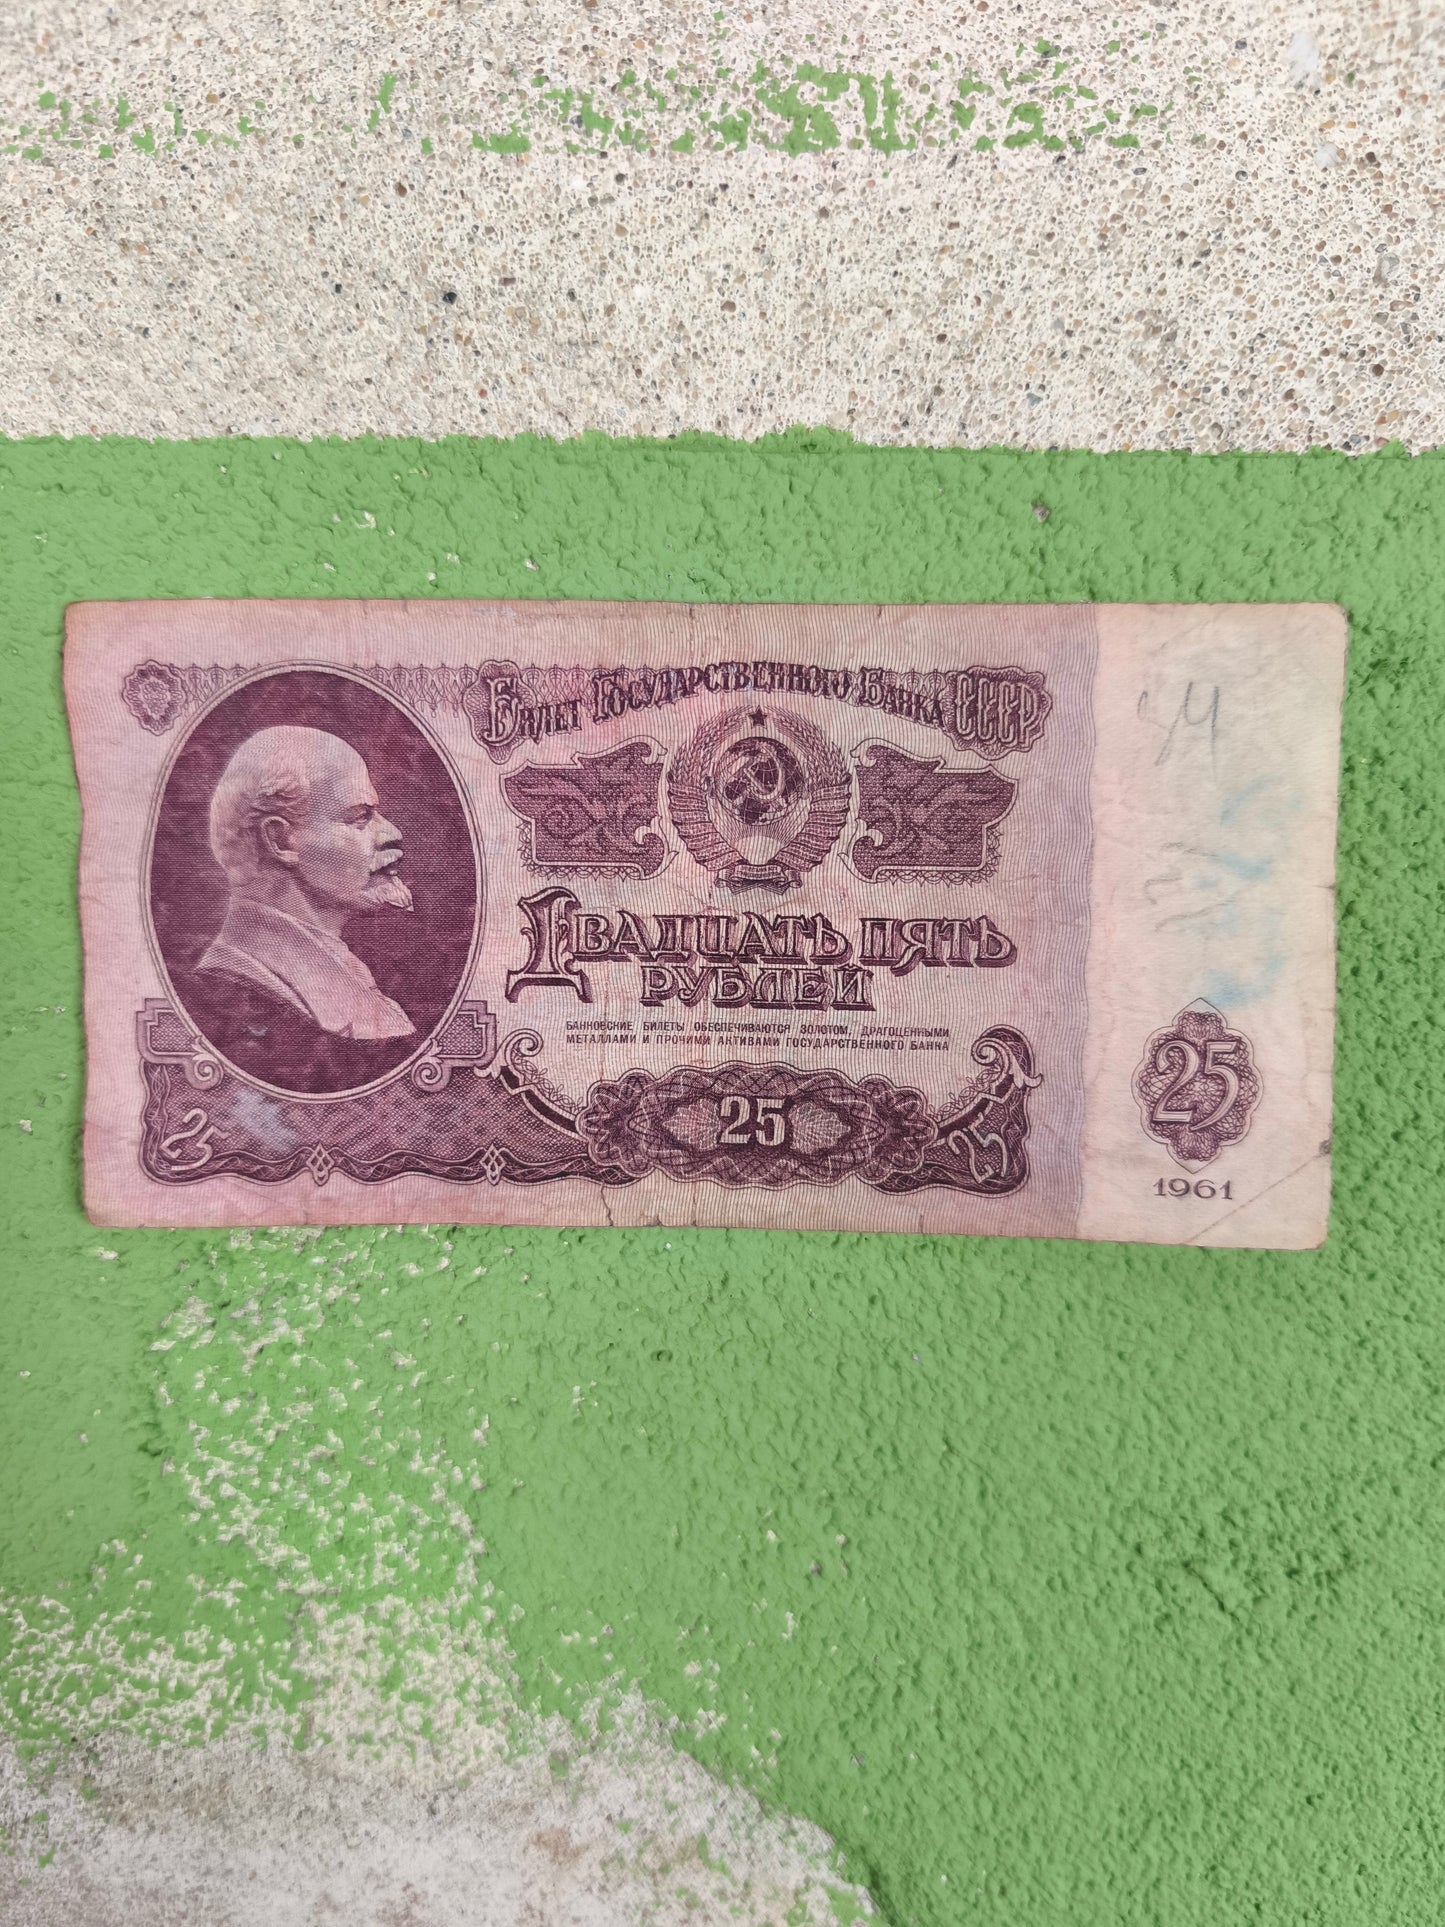 Билет Государственного Банка СССР
Двадцать пять
рублей
БАНКОВСКИЕ БИЛЕТЫ ОБЕСПЕЧИВАЮТСЯ ЗОЛОТОМ, ДРАГОЦЕННЫМИ
МЕТАЛЛАМИ И ПРОЧИМИ АКТИВАМИ ГОСУДАРСТВЕННОГО БАНКА
25
25
25
25
1961